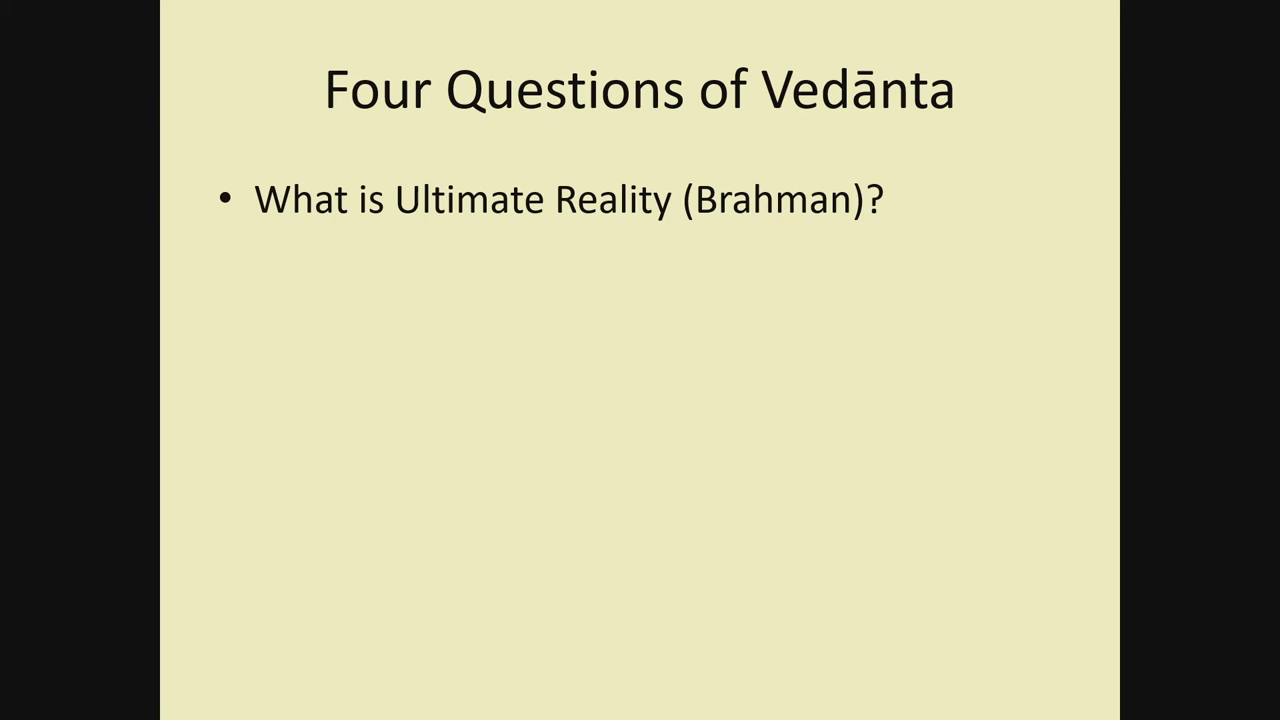 Four Questions of Vedānta
• What is Ultimate Reality (Brahman)?